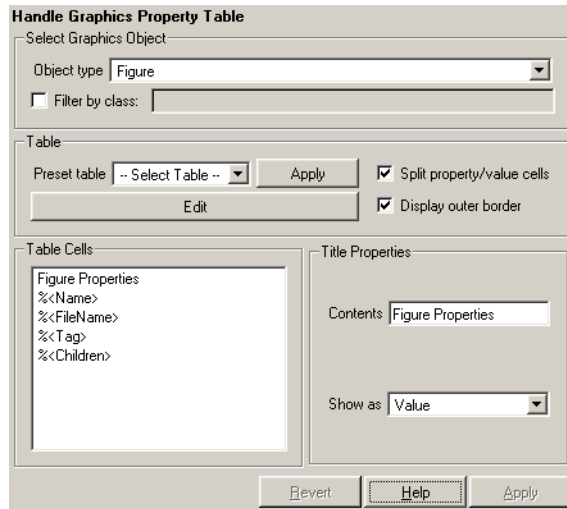 Handle Graphics Property Table
Select Graphics Object
Object type Figure
Filter by class:
Table
Preset table -- Select Table -- Apply Split property/value cells
Edit Display outer border
Table Cells
Figure Properties
%<Name>
%<FileName>
%<Tag>
%<Children>
Title Properties
Contents Figure Properties
Show as Value
Revert Help Apply